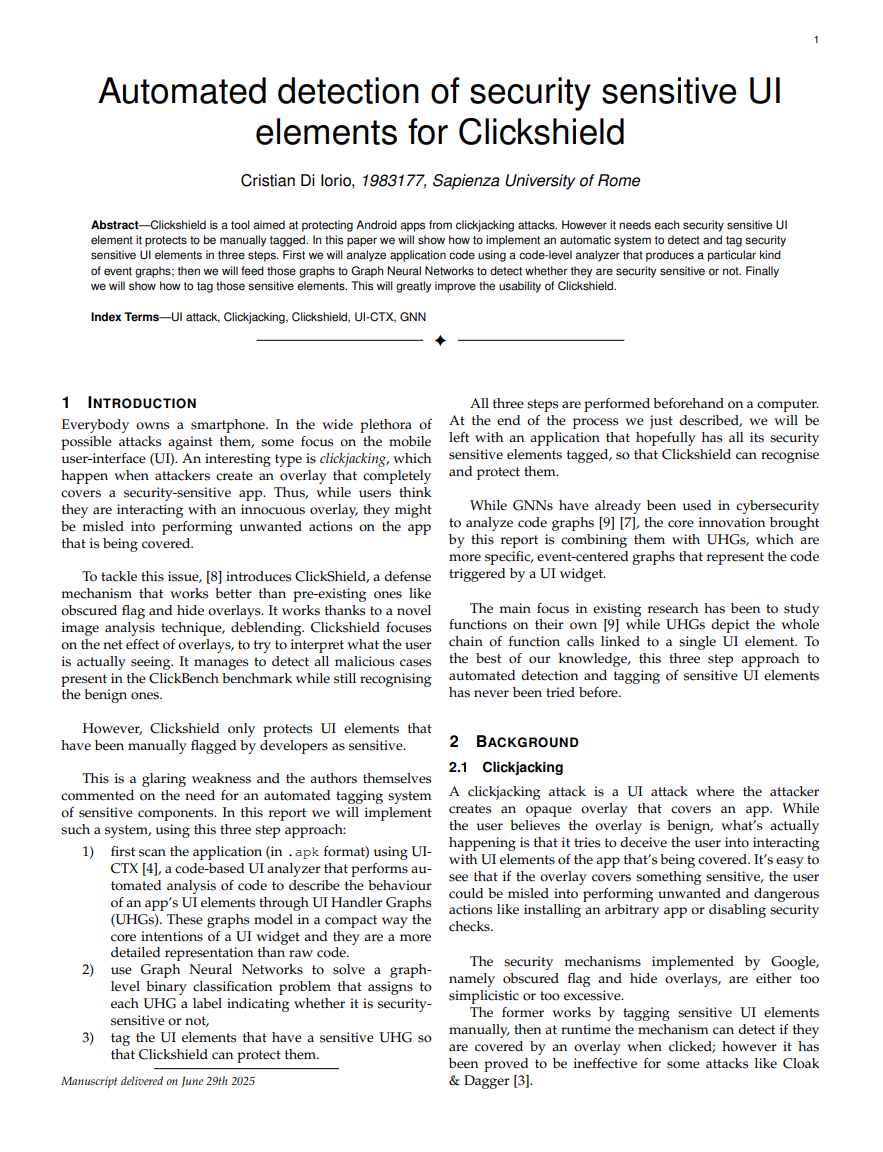 1
Automated detection of security sensitive UI
elements for Clickshield
Cristian Di Iorio, 1983177, Sapienza University of Rome
Abstract—Clickshield is a tool aimed at protecting Android apps from clickjacking attacks. However it needs each security sensitive UI
element it protects to be manually tagged. In this paper we will show how to implement an automatic system to detect and tag security
sensitive UI elements in three steps. First we will analyze application code using a code-level analyzer that produces a particular kind
of event graphs; then we will feed those graphs to Graph Neural Networks to detect whether they are security sensitive or not. Finally
we will show how to tag those sensitive elements. This will greatly improve the usability of Clickshield.
Index Terms—UI attack, Clickjacking, Clickshield, UI-CTX, GNN
1 INTRODUCTION
Everybody owns a smartphone. In the wide plethora of
possible attacks against them, some focus on the mobile
user-interface (UI). An interesting type is clickjacking, which
happen when attackers create an overlay that completely
covers a security-sensitive app. Thus, while users think
they are interacting with an innocuous overlay, they might
be misled into performing unwanted actions on the app
that is being covered.
To tackle this issue, [8] introduces ClickShield, a defense
mechanism that works better than pre-existing ones like
obscured flag and hide overlays. It works thanks to a novel
image analysis technique, deblending. Clickshield focuses
on the net effect of overlays, to try to interpret what the user
is actually seeing. It manages to detect all malicious cases
present in the ClickBench benchmark while still recognising
the benign ones.
However, Clickshield only protects UI elements that
have been manually flagged by developers as sensitive.
This is a glaring weakness and the authors themselves
commented on the need for an automated tagging system
of sensitive components. In this report we will implement
such a system, using this three step approach:
1) first scan the application (in .apk format) using UI-
CTX [4], a code-based UI analyzer that performs au-
tomated analysis of code to describe the behaviour
of an app's UI elements through UI Handler Graphs
(UHGs). These graphs model in a compact way the
core intentions of a UI widget and they are a more
detailed representation than raw code.
2) use Graph Neural Networks to solve a graph-
level binary classification problem that assigns to
each UHG a label indicating whether it is security-
sensitive or not,
3) tag the UI elements that have a sensitive UHG so
that Clickshield can protect them.
Manuscript delivered on June 29th 2025
All three steps are performed beforehand on a computer.
At the end of the process we just described, we will be
left with an application that hopefully has all its security
sensitive elements tagged, so that Clickshield can recognise
and protect them.
While GNNs have already been used in cybersecurity
to analyze code graphs [9] [7], the core innovation brought
by this report is combining them with UHGs, which are
more specific, event-centered graphs that represent the code
triggered by a UI widget.
The main focus in existing research has been to study
functions on their own [9] while UHGs depict the whole
chain of function calls linked to a single UI element. To
the best of our knowledge, this three step approach to
automated detection and tagging of sensitive UI elements
has never been tried before.
2 BACKGROUND
2.1 Clickjacking
A clickjacking attack is a UI attack where the attacker
creates an opaque overlay that covers an app. While
the user believes the overlay is benign, what's actually
happening is that it tries to deceive the user into interacting
with UI elements of the app that's being covered. It's easy to
see that if the overlay covers something sensitive, the user
could be misled into performing unwanted and dangerous
actions like installing an arbitrary app or disabling security
checks.
The security mechanisms implemented by Google,
namely obscured flag and hide overlays, are either too
simplistic or too excessive.
The former works by tagging sensitive UI elements
manually, then at runtime the mechanism can detect if they
are covered by an overlay when clicked; however it has
been proved to be ineffective for some attacks like Cloak
& Dagger [3].